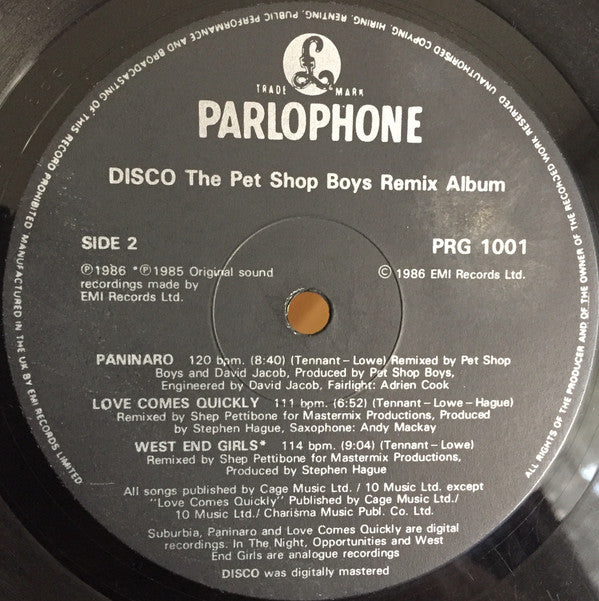 UNAUTHORISED COPYING, HIRING, RENTING, PUBLIC PERFORMANCE AND BROADCASTING OF THIS RECORD PROHIBITED MANUFACTURED IN THE UK BY EMI RECORDS LIMITED
ALL RIGHTS OF THE PRODUCER AND OF THE OWNER OF THE RECORDED WORK RESERVED
£
TRADE MARK
PARLOPHONE
DISCO The Pet Shop Boys Remix Album
SIDE 2
PRG 1001
℗1986 *℗1985 Original sound
recordings made by
EMI Records Ltd.
© 1986 EMI Records Ltd.
PANINARO 120 bpm. (8:40) (Tennant–Lowe) Remixed by Pet Shop
Boys and David Jacob, Produced by Pet Shop Boys,
Engineered by David Jacob, Fairlight: Adrien Cook
LOVE COMES QUICKLY 111 bpm. (6:52) (Tennant–Lowe–Hague)
Remixed by Shep Pettibone for Mastermix Productions, Produced
by Stephen Hague, Saxophone: Andy Mackay
WEST END GIRLS* 114 bpm. (9:04) (Tennant–Lowe)
Remixed by Shep Pettibone for Mastermix Productions,
Produced by Stephen Hague
All songs published by Cage Music Ltd. / 10 Music Ltd. except
"Love Comes Quickly" Published by Cage Music Ltd./
10 Music Ltd./ Charisma Music Publ. Co. Ltd.
Suburbia, Paninaro and Love Comes Quickly are digital
recordings. In The Night, Opportunities and West
End Girls are analogue recordings
DISCO was digitally mastered